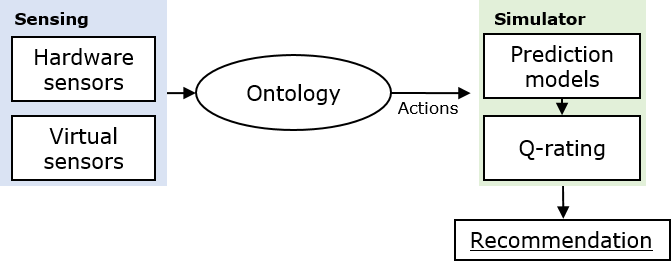 Sensing
Hardware
sensors
Virtual
sensors
Ontology
Actions
Simulator
Prediction
models
Q-rating
Recommendation